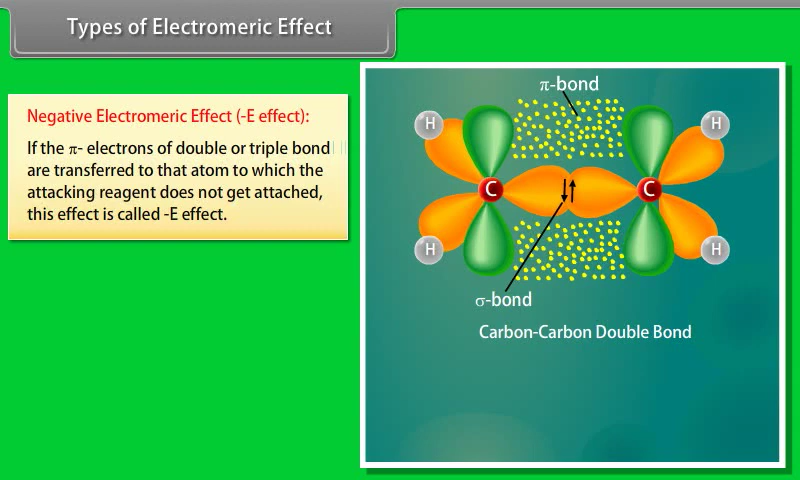 Types of Electromeric Effect
Negative Electromeric Effect (-E effect):
If the π- electrons of double or triple bond
are transferred to that atom to which the
attacking reagent does not get attached,
this effect is called -E effect.
π-bond
H
H
C
C
H
H
σ-bond
Carbon-Carbon Double Bond